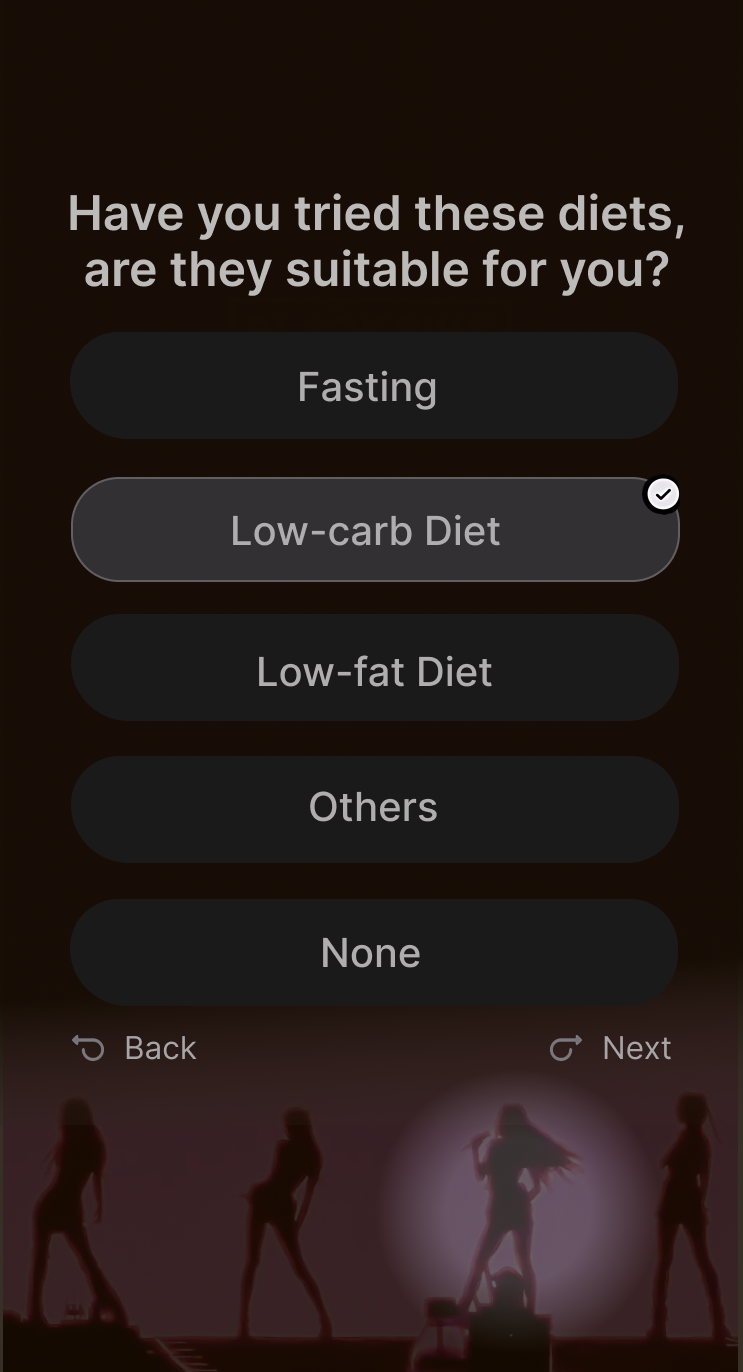 Have you tried these diets,
are they suitable for you?
Fasting
Low-carb Diet
Low-fat Diet
Others
None
Back
Next